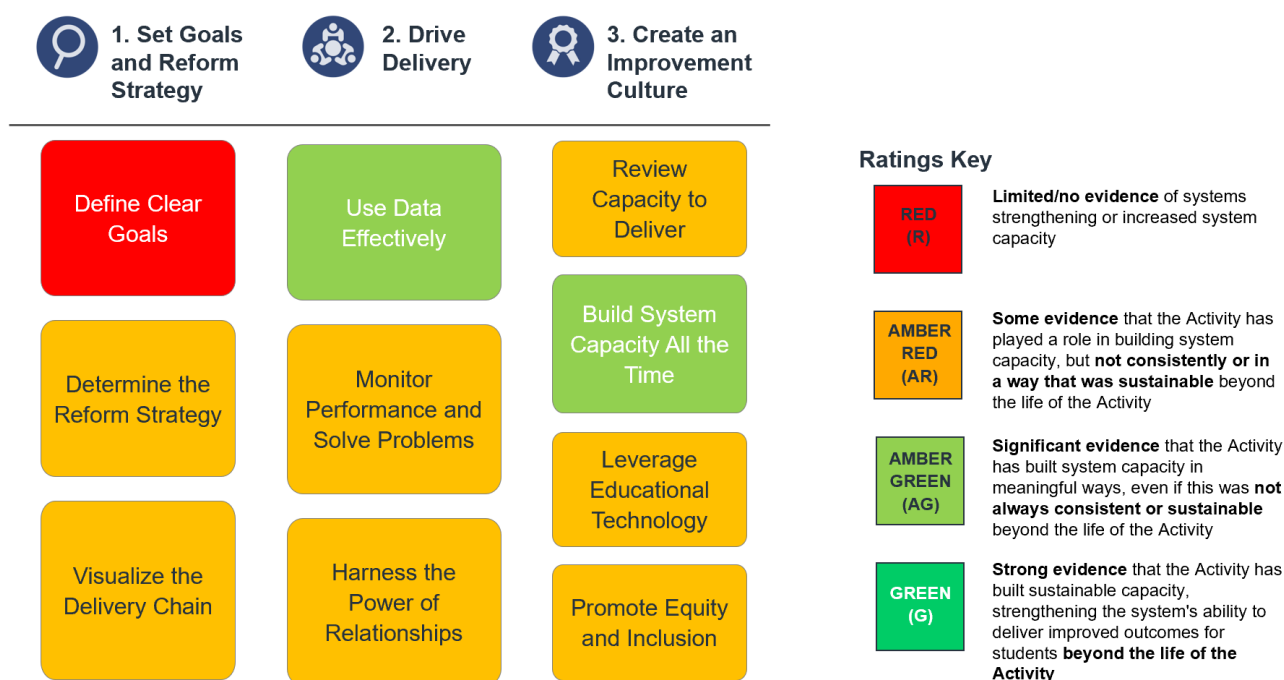 1. Set Goals
and Reform
Strategy
2. Drive
Delivery
3. Create an
Improvement
Culture
Define Clear
Goals
Determine the
Reform Strategy
Visualize the
Delivery Chain
Use Data
Effectively
Monitor
Performance and
Solve Problems
Harness the
Power of
Relationships
Review
Capacity to
Deliver
Build System
Capacity All the
Time
Leverage
Educational
Technology
Promote Equity
and Inclusion
Ratings Key
RED
(R)
Limited/no evidence of systems
strengthening or increased system
capacity
AMBER
RED
(AR)
Some evidence that the Activity has
played a role in building system
capacity, but not consistently or in
a way that was sustainable beyond
the life of the Activity
AMBER
GREEN
(AG)
Significant evidence that the Activity
has built system capacity in
meaningful ways, even if this was not
always consistent or sustainable
beyond the life of the Activity
GREEN
(G)
Strong evidence that the Activity has
built sustainable capacity,
strengthening the system's ability to
deliver improved outcomes for
students beyond the life of the
Activity